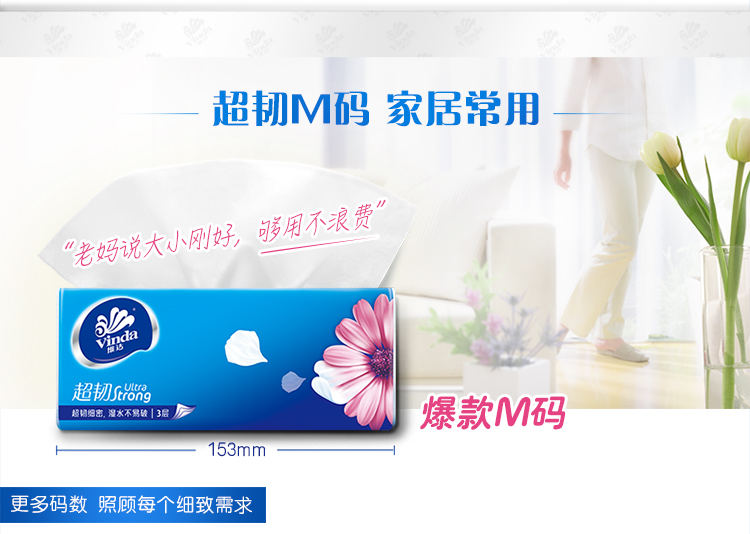 超韧M码 家居常用
“老妈说大小刚好，够用不浪费”
Vinda
维达
超韧 Ultra Strong
超韧细密，湿水不易破 | 3层
爆款M码
153mm
更多码数 照顾每个细致需求